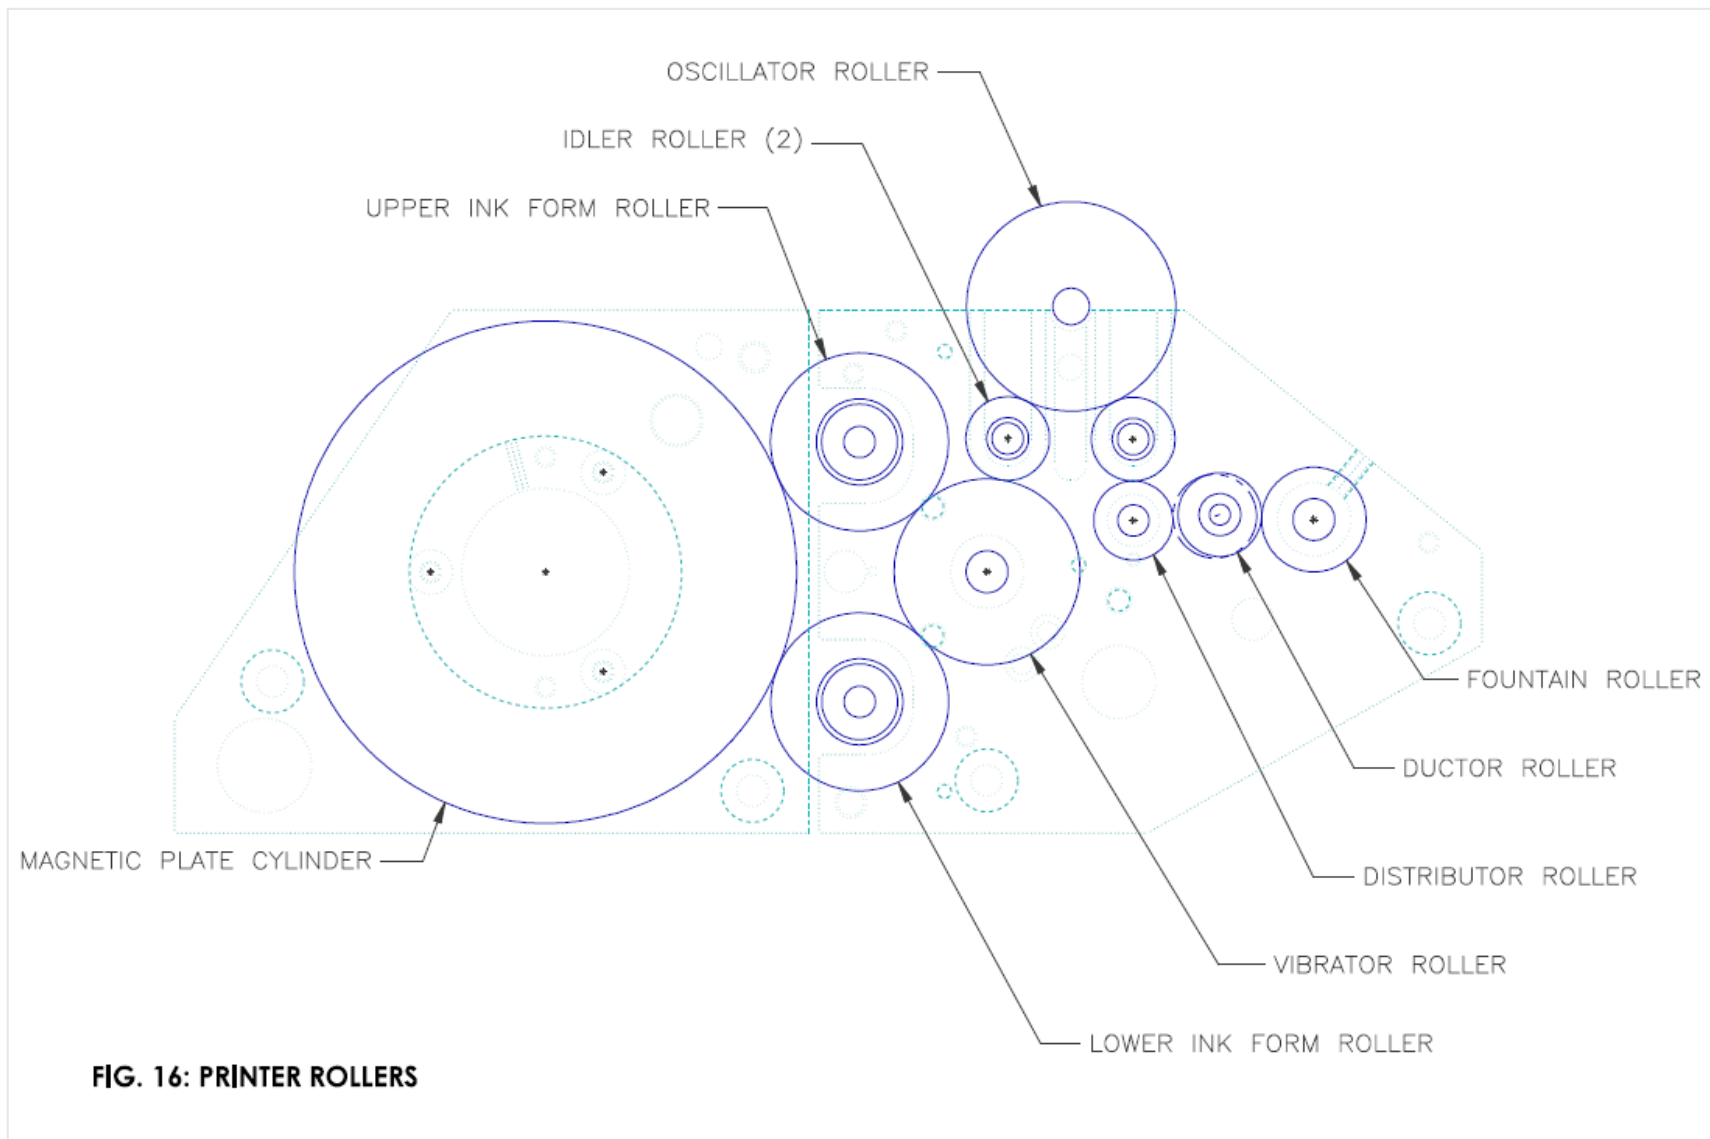 OSCILLATOR ROLLER
IDLER ROLLER (2)
UPPER INK FORM ROLLER
FOUNTAIN ROLLER
DUCTOR ROLLER
MAGNETIC PLATE CYLINDER
DISTRIBUTOR ROLLER
VIBRATOR ROLLER
LOWER INK FORM ROLLER
FIG. 16: PRINTER ROLLERS